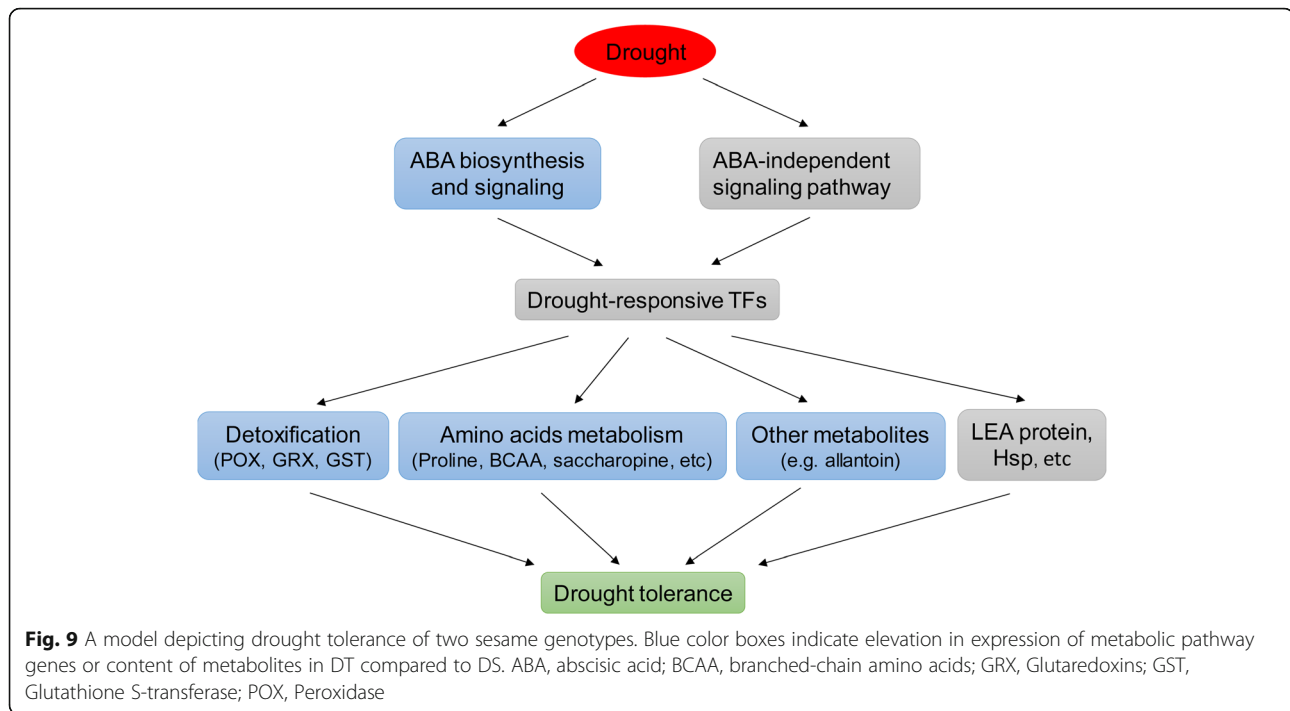 Drought
ABA biosynthesis
and signaling
ABA-independent
signaling pathway
Drought-responsive TFs
Detoxification
(POX, GRX, GST)
Amino acids metabolism
(Proline, BCAA, saccharopine, etc)
Other metabolites
(e.g. allantoin)
LEA protein,
Hsp, etc
Drought tolerance
Fig. 9 A model depicting drought tolerance of two sesame genotypes. Blue color boxes indicate elevation in expression of metabolic pathway
genes or content of metabolites in DT compared to DS. ABA, abscisic acid; BCAA, branched-chain amino acids; GRX, Glutaredoxins; GST,
Glutathione S-transferase; POX, Peroxidase